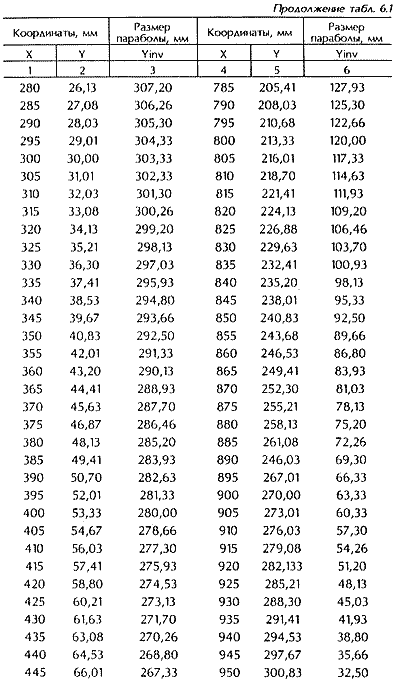 Продолжение табл. 6.1
Координаты, мм Размер параболы, мм Координаты, мм Размер параболы, мм
X Y Yinv X Y Yinv
1 2 3 4 5 6
280 26,13 307,20 785 205,41 127,93
285 27,08 306,26 790 208,03 125,30
290 28,03 305,30 795 210,68 122,66
295 29,01 304,33 800 213,33 120,00
300 30,00 303,33 805 216,01 117,33
305 31,01 302,33 810 218,70 114,63
310 32,03 301,30 815 221,41 111,93
315 33,08 300,26 820 224,13 109,20
320 34,13 299,20 825 226,88 106,46
325 35,21 298,13 830 229,63 103,70
330 36,30 297,03 835 232,41 100,93
335 37,41 295,93 840 235,20 98,13
340 38,53 294,80 845 238,01 95,33
345 39,67 293,66 850 240,83 92,50
350 40,83 292,50 855 243,68 89,66
355 42,01 291,33 860 246,53 86,80
360 43,20 290,13 865 249,41 83,93
365 44,41 288,93 870 252,30 81,03
370 45,63 287,70 875 255,21 78,13
375 46,87 286,46 880 258,13 75,20
380 48,13 285,20 885 261,08 72,26
385 49,41 283,93 890 246,03 69,30
390 50,70 282,63 895 267,01 66,33
395 52,01 281,33 900 270,00 63,33
400 53,33 280,00 905 273,01 60,33
405 54,67 278,66 910 276,03 57,30
410 56,03 277,30 915 279,08 54,26
415 57,41 275,93 920 282,133 51,20
420 58,80 274,53 925 285,21 48,13
425 60,21 273,13 930 288,30 45,03
430 61,63 271,70 935 291,41 41,93
435 63,08 270,26 940 294,53 38,80
440 64,53 268,80 945 297,67 35,66
445 66,01 267,33 950 300,83 32,50